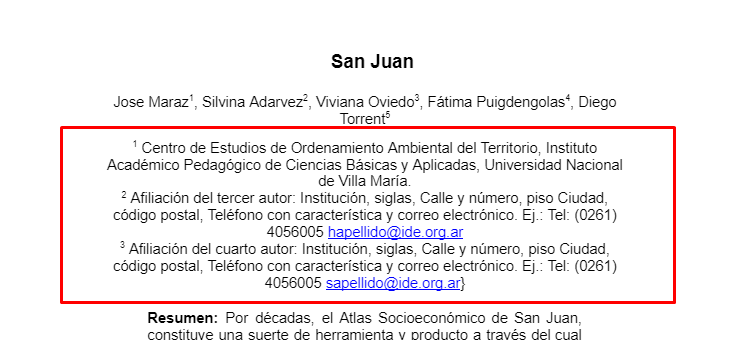 San Juan
Jose Maraz¹, Silvina Adarvez², Viviana Oviedo³, Fátima Puigdengolas⁴, Diego
Torrent⁵
¹ Centro de Estudios de Ordenamiento Ambiental del Territorio, Instituto
Académico Pedagógico de Ciencias Básicas y Aplicadas, Universidad Nacional
de Villa María.
² Afiliación del tercer autor: Institución, siglas, Calle y número, piso Ciudad,
código postal, Teléfono con característica y correo electrónico. Ej.: Tel: (0261)
4056005 hapellido@ide.org.ar
³ Afiliación del cuarto autor: Institución, siglas, Calle y número, piso Ciudad,
código postal, Teléfono con característica y correo electrónico. Ej.: Tel: (0261)
4056005 sapellido@ide.org.ar}
Resumen: Por décadas, el Atlas Socioeconómico de San Juan,
constituye una suerte de herramienta y producto a través del cual